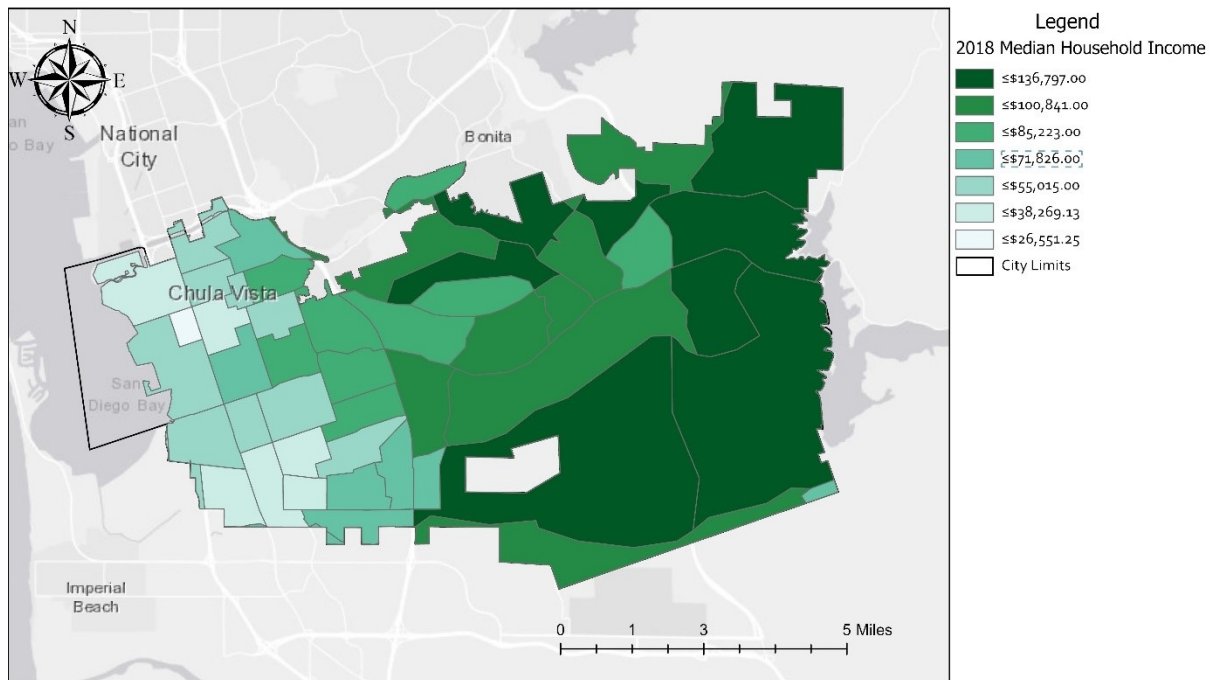 N
W E
S
National
City
Bonita
Chula Vista
San
Diego Bay
Imperial
Beach
0 1 3 5 Miles
Legend
2018 Median Household Income
≤$136,797.00
≤$100,841.00
≤$85,223.00
≤$71,826.00
≤$55,015.00
≤$38,269.13
≤$26,551.25
City Limits